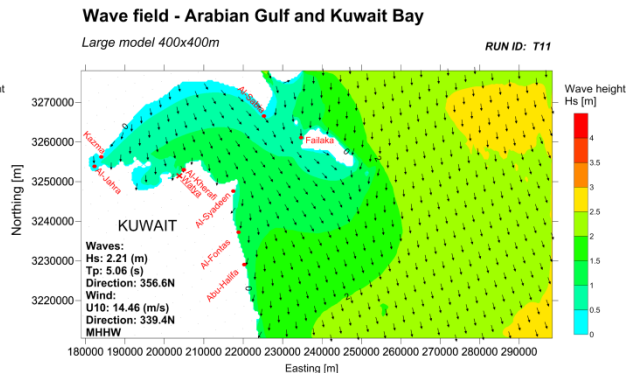 Wave field - Arabian Gulf and Kuwait Bay
Large model 400x400m
RUN ID: T11
nt
Wave height
Hs [m]
4
3.5
3
2.5
2
1.5
1
0.5
0
Northing [m]
3270000
3260000
3250000
3240000
3230000
3220000
Al-Sabia
Failaka
Kazma
Al-Jahra
Al-Kherafi
Watya
Al-Syadeen
Al-Fontas
Abu-Halifa
KUWAIT
Waves:
Hs: 2.21 (m)
Tp: 5.06 (s)
Direction: 356.6N
Wind:
U10: 14.46 (m/s)
Direction: 339.4N
MHHW
180000 190000 200000 210000 220000 230000 240000 250000 260000 270000 280000 290000
Easting [m]